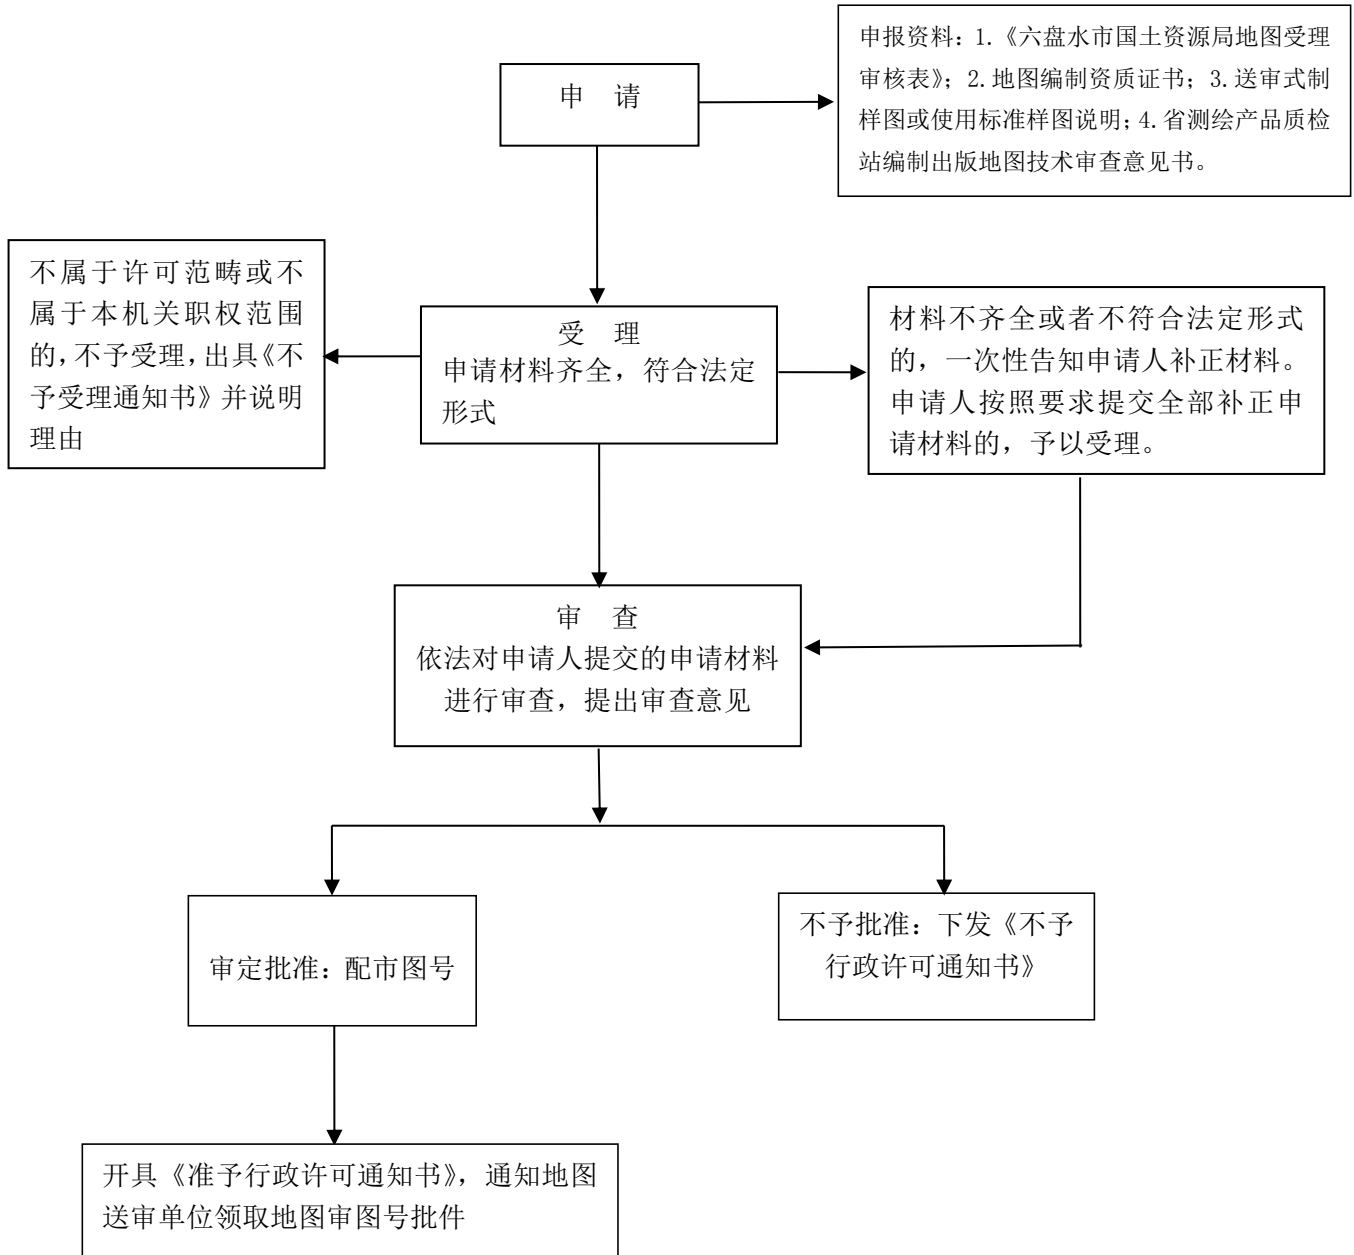 申 请
申报资料：1.《六盘水市国土资源局地图受理
审核表》；2.地图编制资质证书；3.送审式制
样图或使用标准样图说明；4.省测绘产品质检
站编制出版地图技术审查意见书。
不属于许可范畴或不
属于本机关职权范围
的，不予受理，出具《不
予受理通知书》并说明
理由
受 理
申请材料齐全，符合法定
形式
材料不齐全或者不符合法定形式
的，一次性告知申请人补正材料。
申请人按照要求提交全部补正申
请材料的，予以受理。
审 查
依法对申请人提交的申请材料
进行审查，提出审查意见
审定批准：配市图号
不予批准：下发《不予
行政许可通知书》
开具《准予行政许可通知书》，通知地图
送审单位领取地图审图号批件